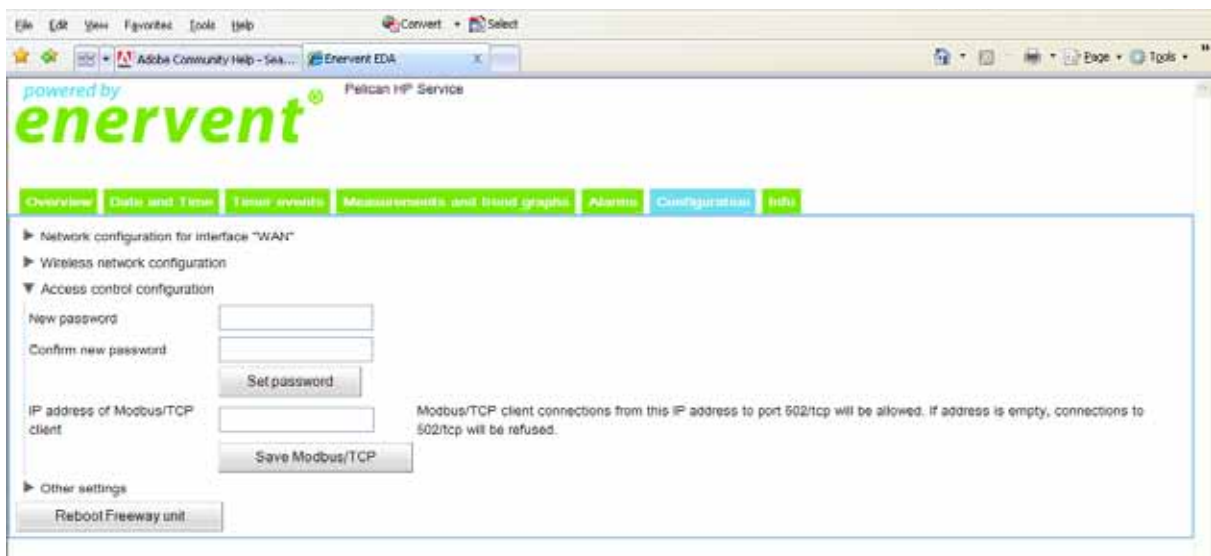 File Edit View Favorites Tools Help Convert Select
Adobe Community Help - Sea... Enervent EDA x Page Tools
powered by
enervent®
Pelican HP Service
Overview Date and Time Timer events Measurements and trend graphs Alarms Configuration Info
Network configuration for interface "WAN"
Wireless network configuration
Access control configuration
New password
Confirm new password
Set password
IP address of Modbus/TCP
client
Modbus/TCP client connections from this IP address to port 502/tcp will be allowed. If address is empty, connections to
502/tcp will be refused.
Save Modbus/TCP
Other settings
Reboot Freeway unit